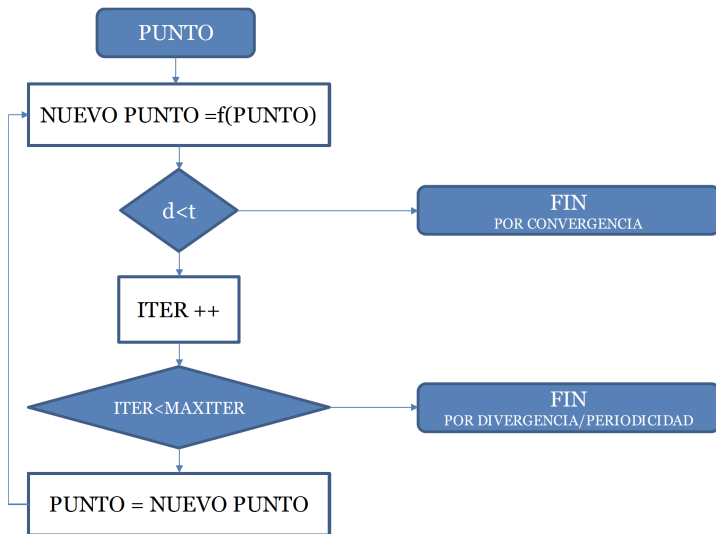 PUNTO
NUEVO PUNTO =f(PUNTO)
d<t
FIN
POR CONVERGENCIA
ITER ++
ITER<MAXITER
FIN
POR DIVERGENCIA/PERIODICIDAD
PUNTO = NUEVO PUNTO